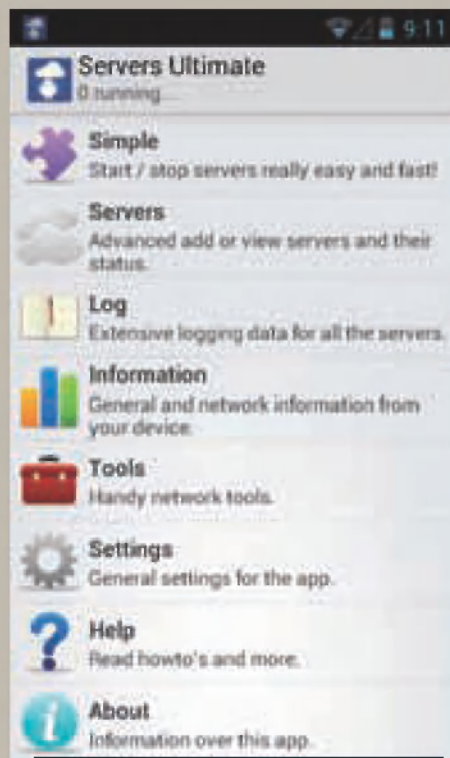 9:11
Servers Ultimate
0 running...
Simple
Start / stop servers really easy and fast!
Servers
Advanced add or view servers and their
status.
Log
Extensive logging data for all the servers.
Information
General and network information from
your device.
Tools
Handy network tools.
Settings
General settings for the app.
Help
Read howto's and more.
About
Information over this app.